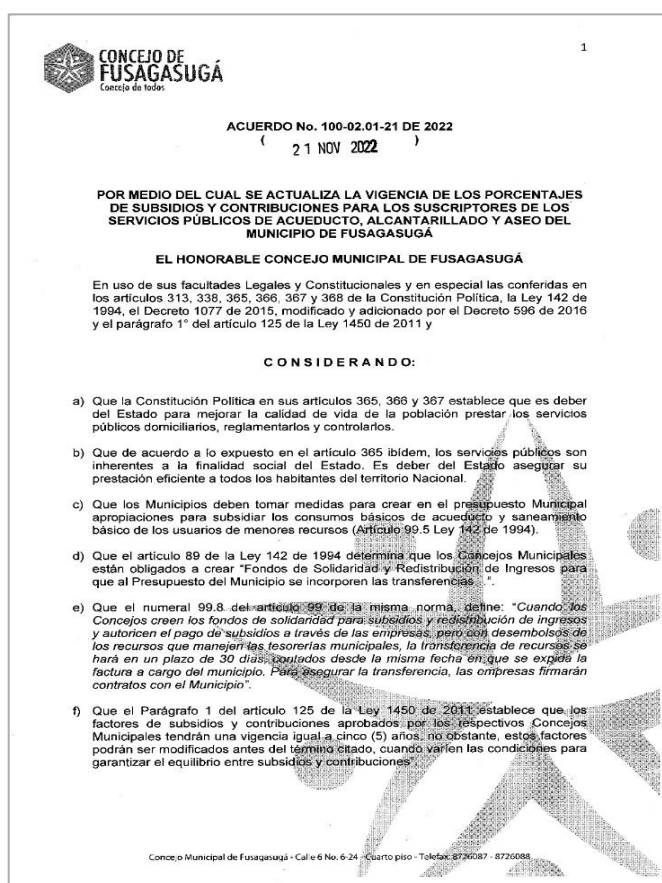 1
CONCEJO DE
FUSAGASUGÁ
Concejo de todos
ACUERDO No. 100-02.01-21 DE 2022
( 21 NOV 2022 )
POR MEDIO DEL CUAL SE ACTUALIZA LA VIGENCIA DE LOS PORCENTAJES
DE SUBSIDIOS Y CONTRIBUCIONES PARA LOS SUSCRIPTORES DE LOS
SERVICIOS PÚBLICOS DE ACUEDUCTO, ALCANTARILLADO Y ASEO DEL
MUNICIPIO DE FUSAGASUGÁ
EL HONORABLE CONCEJO MUNICIPAL DE FUSAGASUGÁ
En uso de sus facultades Legales y Constitucionales y en especial las conferidas en
los artículos 313, 338, 365, 366, 367 y 368 de la Constitución Política, la Ley 142 de
1994, el Decreto 1077 de 2015, modificado y adicionado por el Decreto 596 de 2016
y el parágrafo 1° del artículo 125 de la Ley 1450 de 2011 y
C O N S I D E R A N D O:
a) Que la Constitución Política en sus artículos 365, 366 y 367 establece que es deber
del Estado para mejorar la calidad de vida de la población prestar los servicios
públicos domiciliarios, reglamentarlos y controlarlos.
b) Que de acuerdo a lo expuesto en el artículo 365 ibídem, los servicios públicos son
inherentes a la finalidad social del Estado. Es deber del Estado asegurar su
prestación eficiente a todos los habitantes del territorio Nacional.
c) Que los Municipios deben tomar medidas para crear en el presupuesto Municipal
apropiaciones para subsidiar los consumos básicos de acueducto y saneamiento
básico de los usuarios de menores recursos (Artículo 99.5 Ley 142 de 1994).
d) Que el artículo 89 de la Ley 142 de 1994 determina que los Concejos Municipales
están obligados a crear "Fondos de Solidaridad y Redistribución de Ingresos para
que al Presupuesto del Municipio se incorporen las transferencias ...".
e) Que el numeral 99.8 del artículo 99 de la misma norma, define: "Cuando los
Concejos creen los fondos de solidaridad para subsidios y redistribución de ingresos
y autoricen el pago de subsidios a través de las empresas, pero con desembolsos de
los recursos que manejen las tesorerías municipales, la transferencia de recursos se
hará en un plazo de 30 días, contados desde la misma fecha en que se expida la
factura a cargo del municipio. Para asegurar la transferencia, las empresas firmarán
contratos con el Municipio".
f) Que el Parágrafo 1 del artículo 125 de la Ley 1450 de 2011 establece que los
factores de subsidios y contribuciones aprobados por los respectivos Concejos
Municipales tendrán una vigencia igual a cinco (5) años, no obstante, estos factores
podrán ser modificados antes del término citado, cuando varíen las condiciones para
garantizar el equilibrio entre subsidios y contribuciones".
Concejo Municipal de Fusagasugá - Calle 6 No. 6-24 - Cuarto piso - Telefax: 8726087 - 8726088